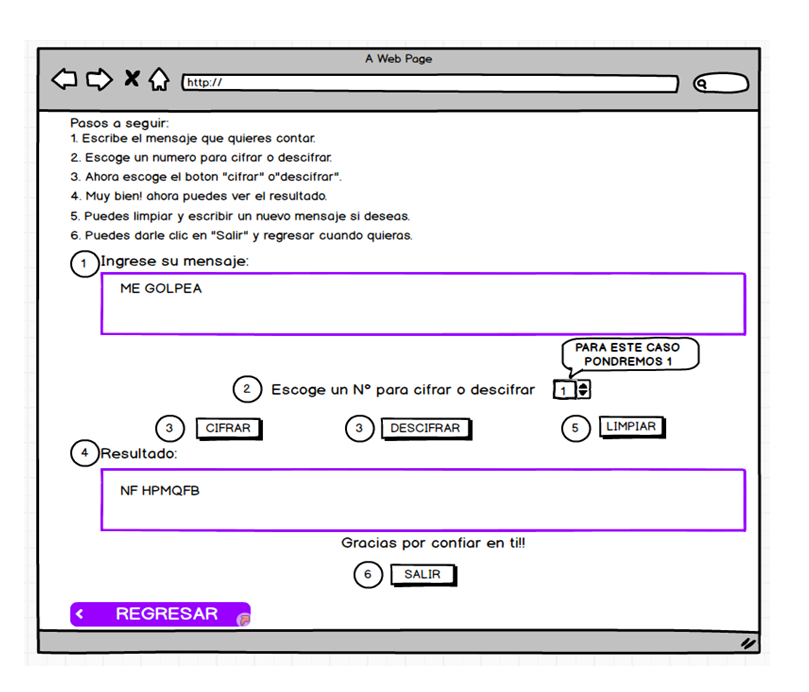 A Web Page
http://
Pasos a seguir:
1. Escribe el mensaje que quieres contar.
2. Escoge un numero para cifrar o descifrar.
3. Ahora escoge el boton "cifrar" o"descifrar".
4. Muy bien! ahora puedes ver el resultado.
5. Puedes limpiar y escribir un nuevo mensaje si deseas.
6. Puedes darle clic en "Salir" y regresar cuando quieras.
1 Ingrese su mensaje:
ME GOLPEA
PARA ESTE CASO
PONDREMOS 1
2 Escoge un N° para cifrar o descifrar 1
3 CIFRAR 3 DESCIFRAR 5 LIMPIAR
4 Resultado:
NF HPMQFB
Gracias por confiar en ti!!
6 SALIR
< REGRESAR